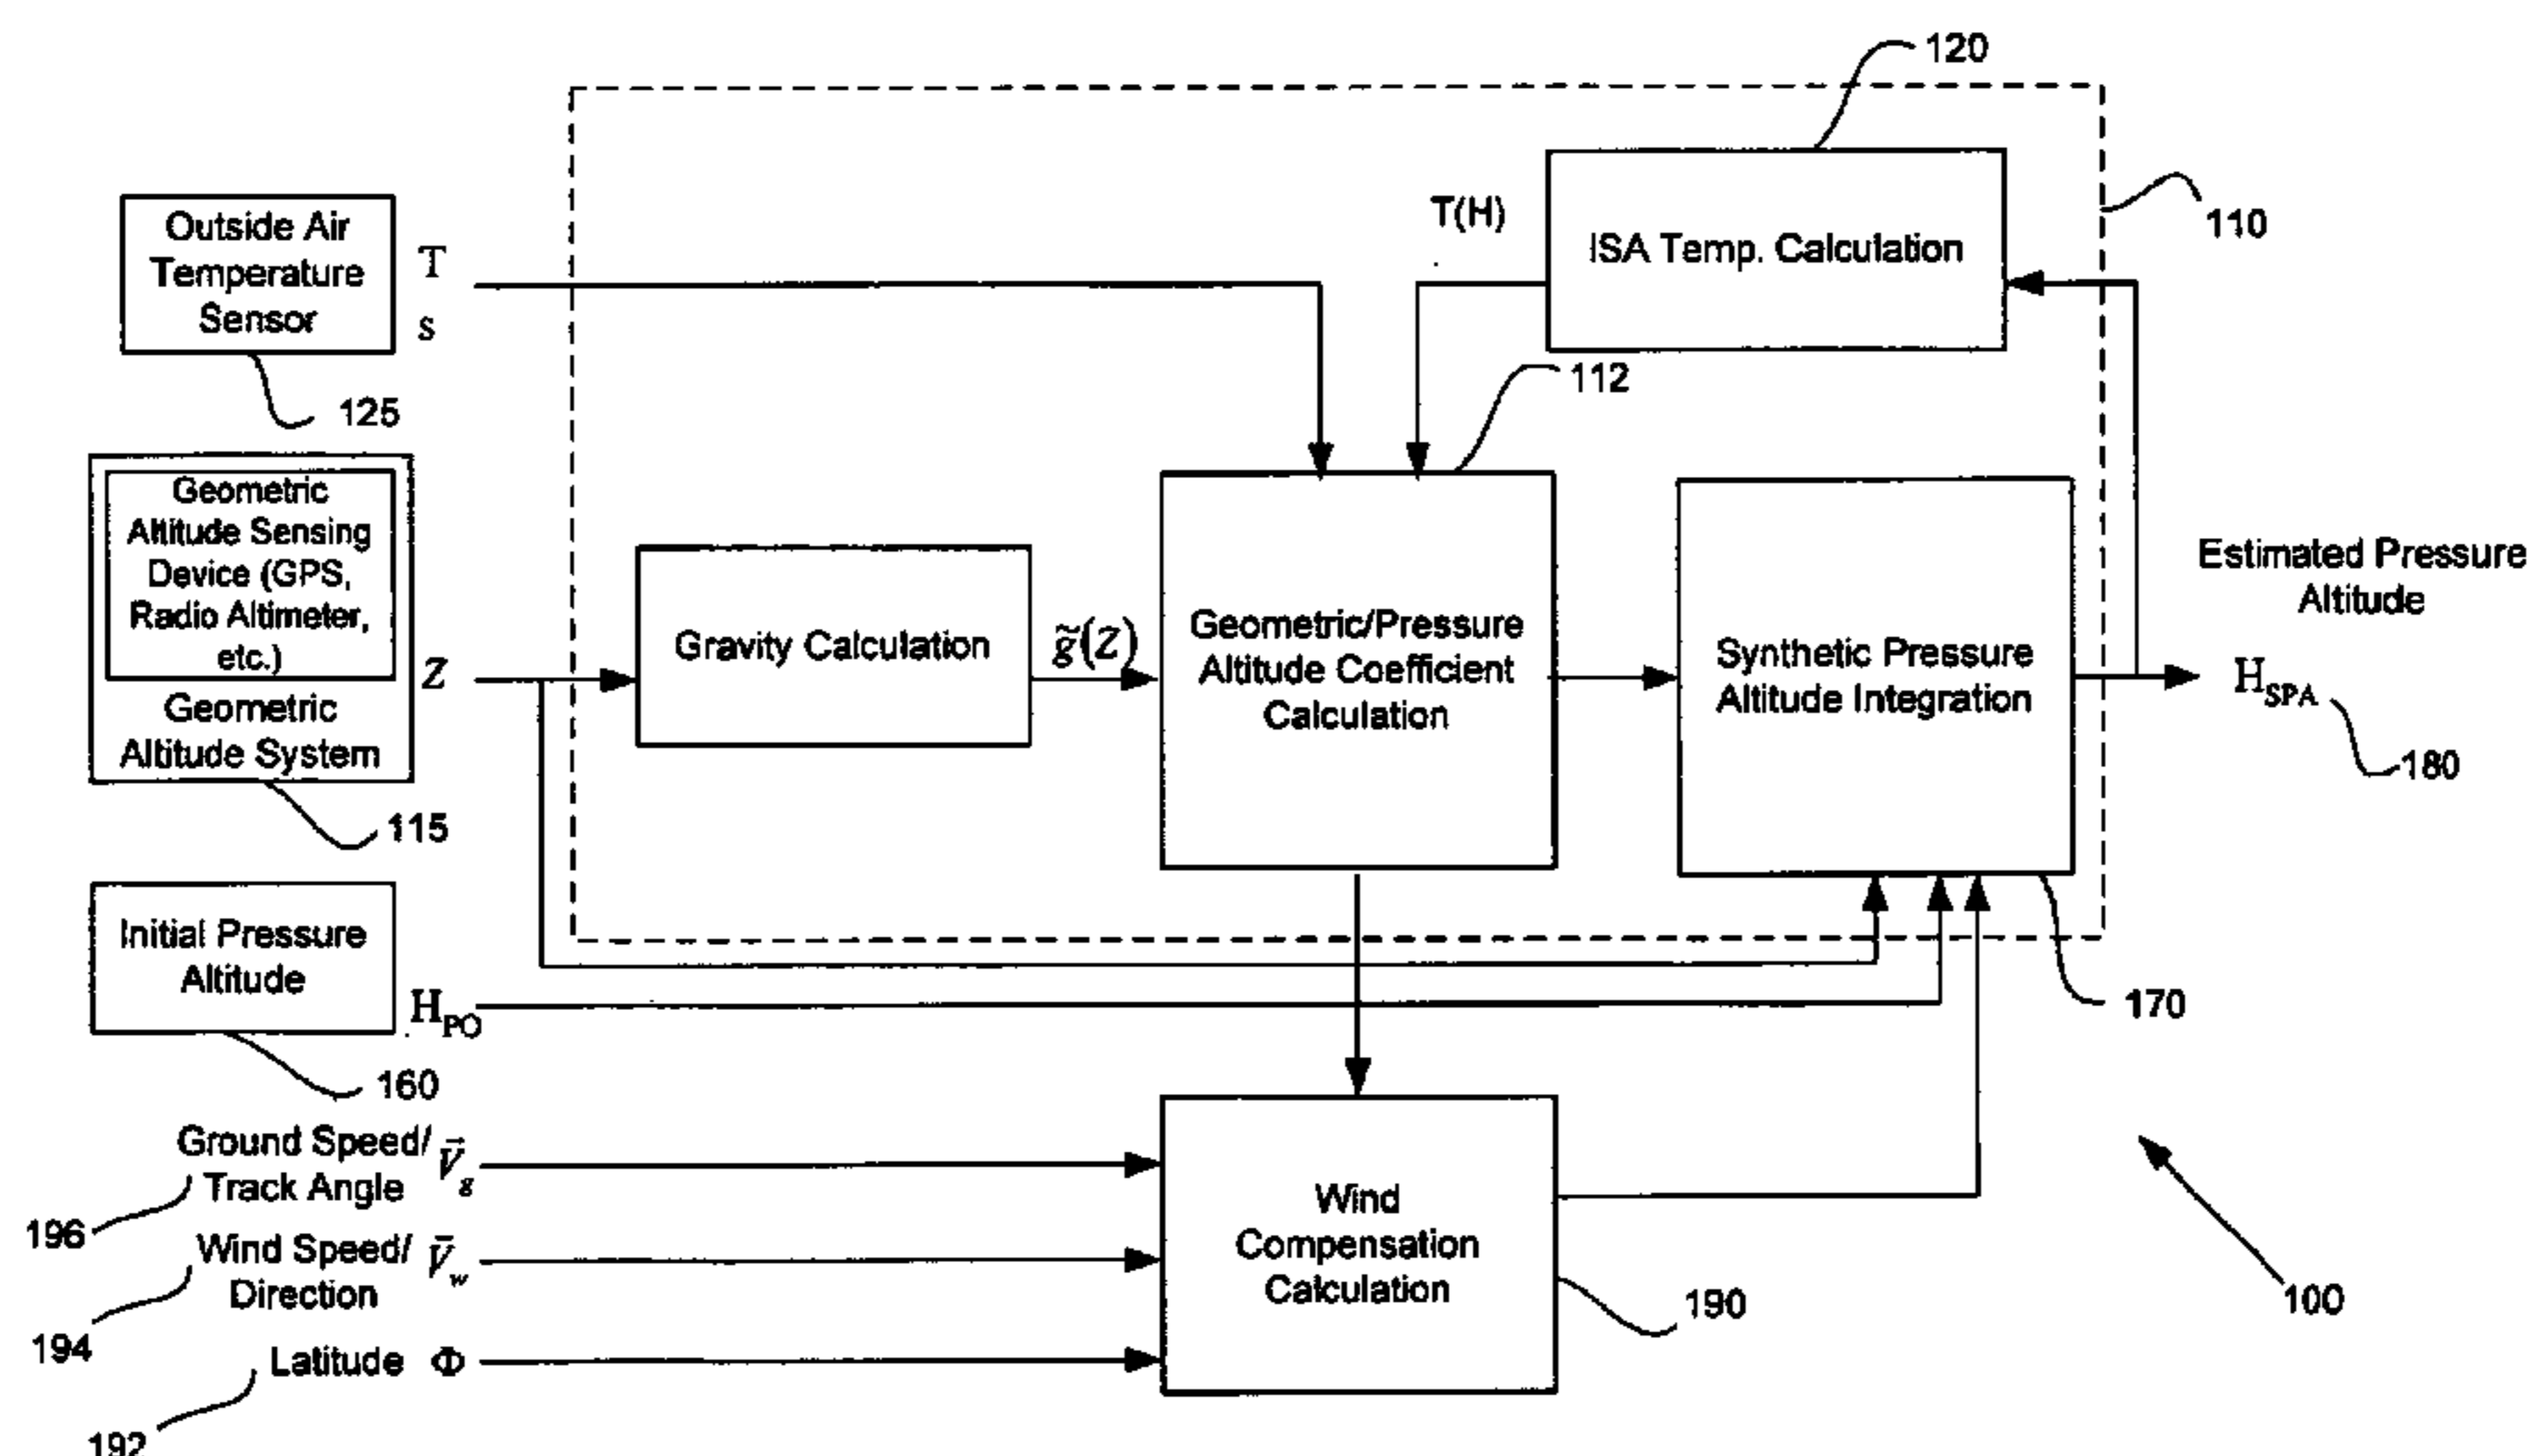 120
110
Outside Air
Temperature
Sensor
T
s
125
T(H)
ISA Temp. Calculation
112
Geometric
Altitude Sensing
Device (GPS,
Radio Altimeter,
etc.)
Geometric
Altitude System
Z
115
Gravity Calculation
g̃(Z)
Geometric/Pressure
Altitude Coefficient
Calculation
Synthetic Pressure
Altitude Integration
Estimated Pressure
Altitude
H_SPA
180
Initial Pressure
Altitude
H_PO
160
170
Ground Speed/
Track Angle
V⃗_g
196
Wind Speed/
Direction
V̄_w
194
Latitude Φ
192
Wind
Compensation
Calculation
190
100